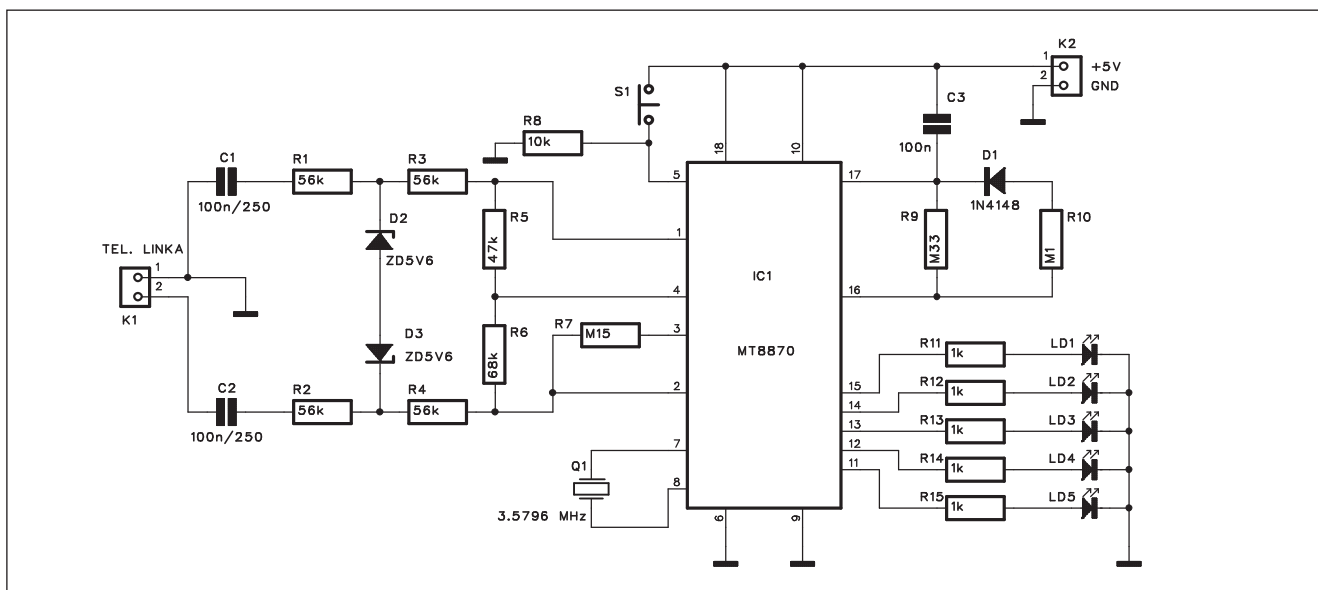 K2
1
+5V
2
GND
S1
C3
100n
R8
10k
18
10
D1
1N4148
C1
100n/250
R1
56k
R3
56k
5
17
D2
ZD5V6
R5
47k
1
R9
M33
R10
M1
TEL. LINKA
1
2
K1
IC1
4
16
D3
ZD5V6
R6
68k
R7
M15
3
MT8870
R11
1k
LD1
C2
100n/250
R2
56k
R4
56k
2
15
R12
1k
LD2
14
13
R13
1k
LD3
12
R14
1k
LD4
11
R15
1k
LD5
7
Q1
8
3.5796 MHz
6
9